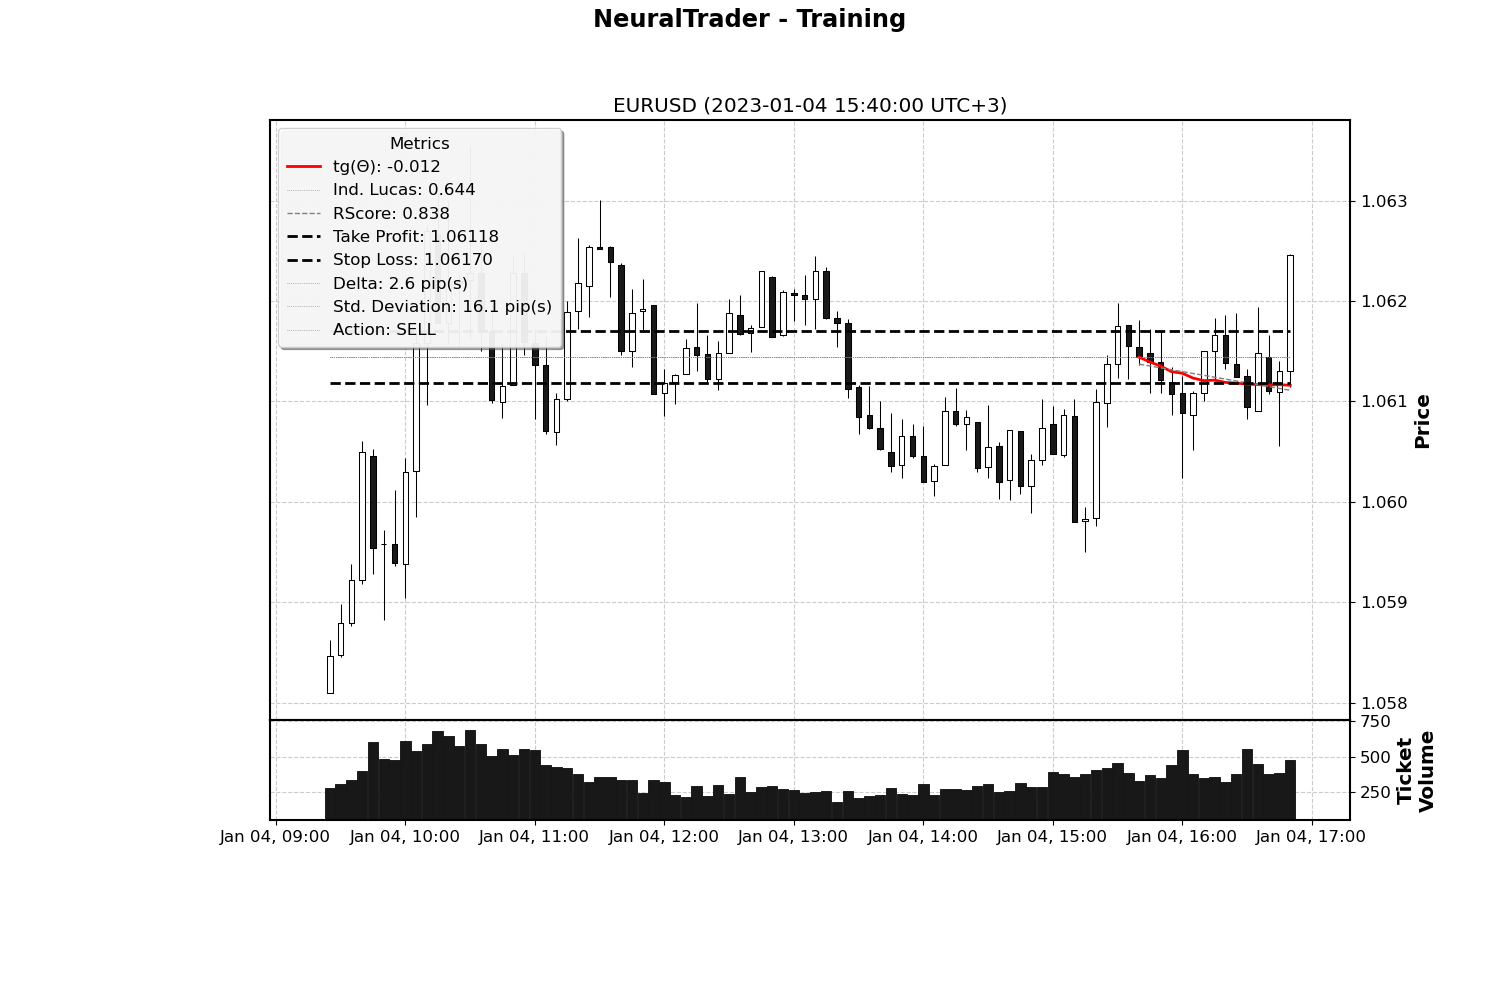 NeuralTrader - Training
EURUSD (2023-01-04 15:40:00 UTC+3)
Metrics
tg(Θ): -0.012
Ind. Lucas: 0.644
RScore: 0.838
Take Profit: 1.06118
Stop Loss: 1.06170
Delta: 2.6 pip(s)
Std. Deviation: 16.1 pip(s)
Action: SELL
1.063
1.062
1.061
1.060
1.059
1.058
Price
750
500
250
Ticket
Volume
Jan 04, 09:00
Jan 04, 10:00
Jan 04, 11:00
Jan 04, 12:00
Jan 04, 13:00
Jan 04, 14:00
Jan 04, 15:00
Jan 04, 16:00
Jan 04, 17:00